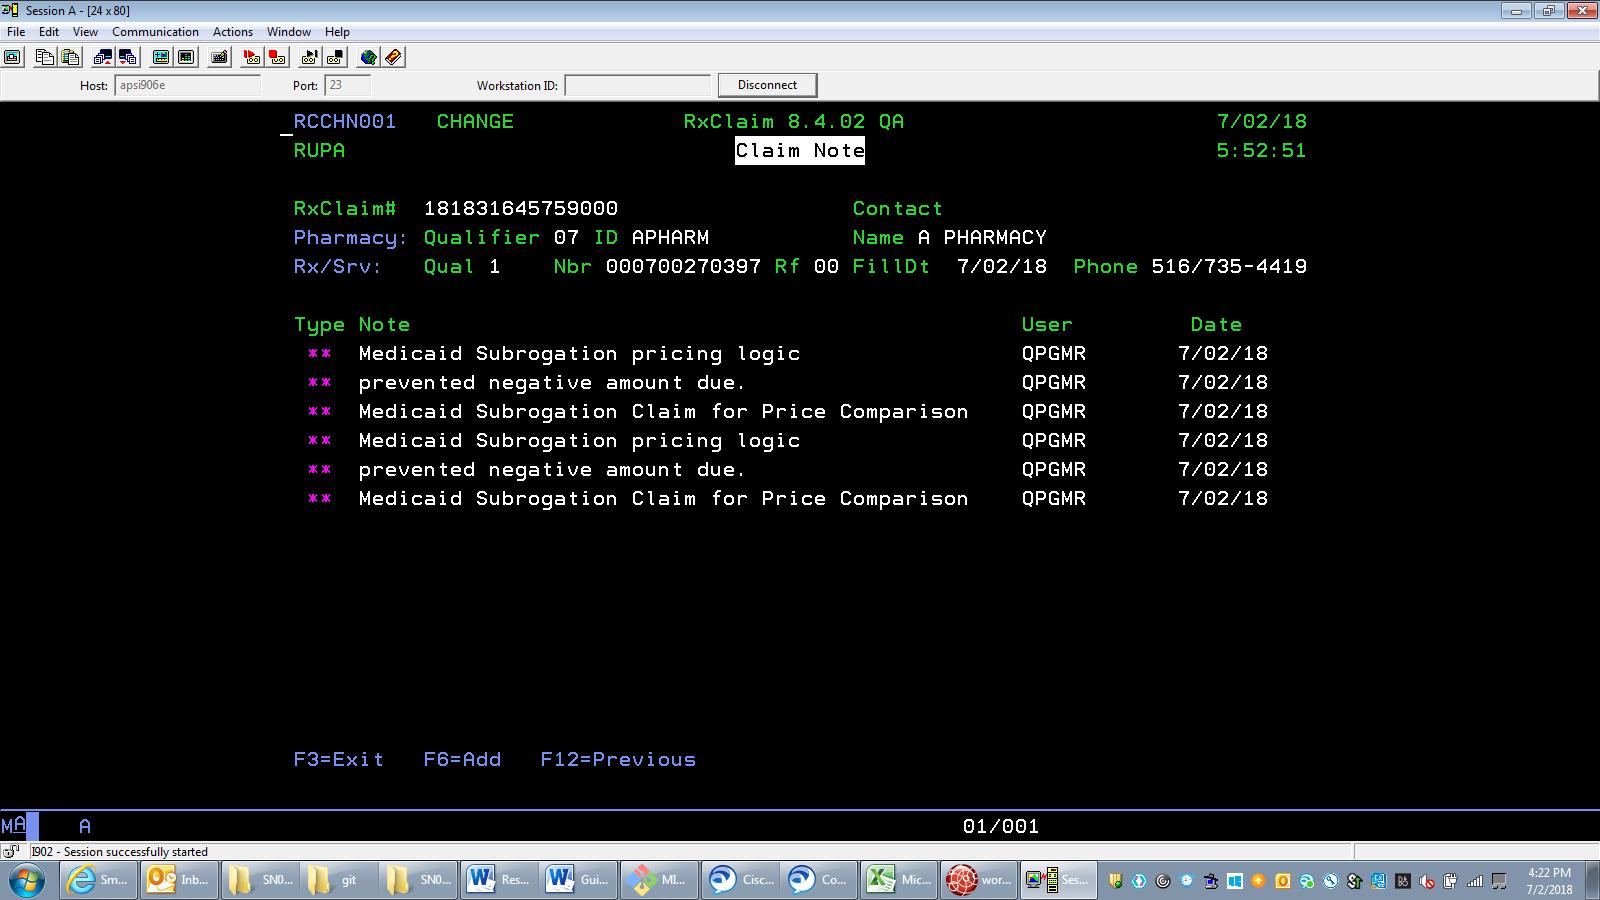 Session A - [24 x 80]
File Edit View Communication Actions Window Help
Host: apsi906e Port: 23 Workstation ID: Disconnect
RCCHN001 CHANGE RxClaim 8.4.02 QA 7/02/18
RUPA Claim Note 5:52:51
RxClaim# 181831645759000 Contact
Pharmacy: Qualifier 07 ID APHARM Name A PHARMACY
Rx/Srv: Qual 1 Nbr 000700270397 Rf 00 FillDt 7/02/18 Phone 516/735-4419
Type Note User Date
** Medicaid Subrogation pricing logic QPGMR 7/02/18
** prevented negative amount due. QPGMR 7/02/18
** Medicaid Subrogation Claim for Price Comparison QPGMR 7/02/18
** Medicaid Subrogation pricing logic QPGMR 7/02/18
** prevented negative amount due. QPGMR 7/02/18
** Medicaid Subrogation Claim for Price Comparison QPGMR 7/02/18
F3=Exit F6=Add F12=Previous
MA A 01/001
I902 - Session successfully started
Sm... Inb... SN0... git SN0... Res... Gui... MI... Cisc... Co... Mic... wor... Ses... 4:22 PM
7/2/2018